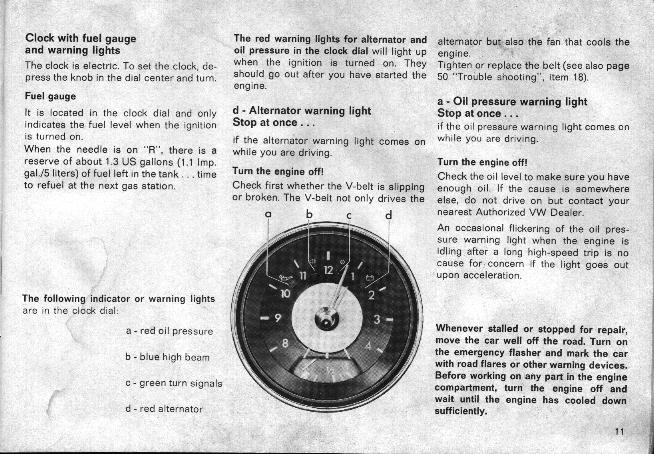 Clock with fuel gauge
and warning lights
The clock is electric. To set the clock, de-
press the knob in the dial center and turn.
Fuel gauge
It is located in the clock dial and only
indicates the fuel level when the ignition
is turned on.
When the needle is on "R", there is a
reserve of about 1.3 US gallons (1.1 Imp.
gal./5 liters) of fuel left in the tank . . . time
to refuel at the next gas station.
The following indicator or warning lights
are in the clock dial:
a - red oil pressure
b - blue high beam
c - green turn signals
d - red alternator
The red warning lights for alternator and
oil pressure in the clock dial will light up
when the ignition is turned on. They
should go out after you have started the
engine.
d - Alternator warning light
Stop at once . . .
if the alternator warning light comes on
while you are driving.
Turn the engine off!
Check first whether the V-belt is slipping
or broken. The V-belt not only drives the
a b c d
12
11 1
10 2
9 3
8 4
alternator but also the fan that cools the
engine.
Tighten or replace the belt (see also page
50 "Trouble shooting", item 18).
a - Oil pressure warning light
Stop at once . . .
if the oil pressure warning light comes on
while you are driving.
Turn the engine off!
Check the oil level to make sure you have
enough oil. If the cause is somewhere
else, do not drive on but contact your
nearest Authorized VW Dealer.
An occasional flickering of the oil pres-
sure warning light when the engine is
idling after a long high-speed trip is no
cause for concern if the light goes out
upon acceleration.
Whenever stalled or stopped for repair,
move the car well off the road. Turn on
the emergency flasher and mark the car
with road flares or other warning devices.
Before working on any part in the engine
compartment, turn the engine off and
wait until the engine has cooled down
sufficiently.
11